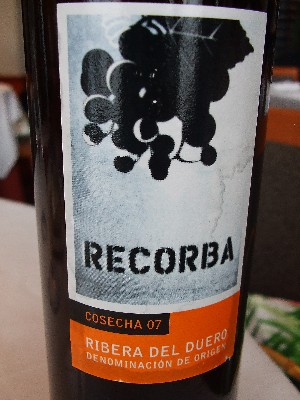 RECORBA
COSECHA 07
RIBERA DEL DUERO
DENOMINACIÓN DE ORIGEN